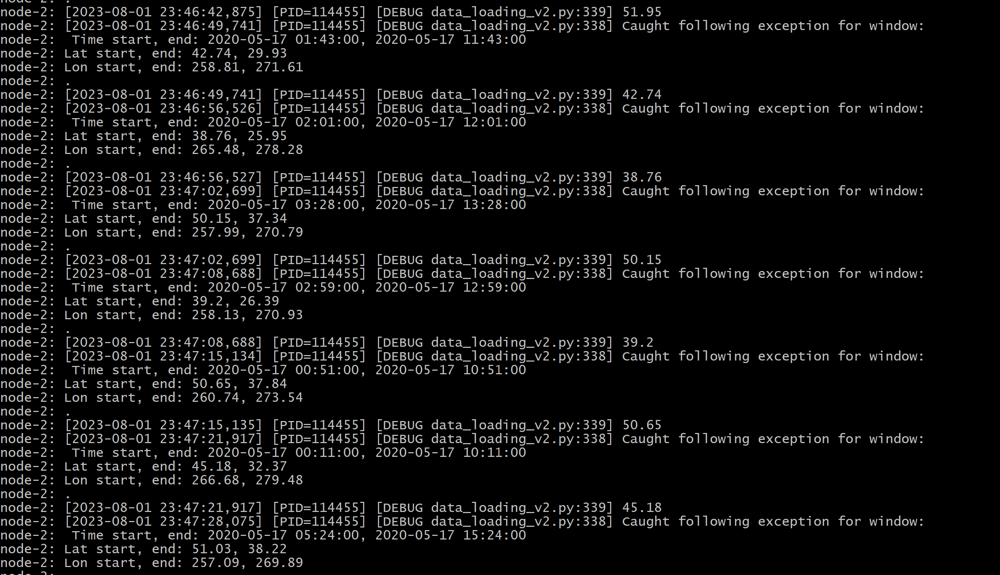 node-2: .
node-2: [2023-08-01 23:46:42,875] [PID=114455] [DEBUG data_loading_v2.py:339] 51.95
node-2: [2023-08-01 23:46:49,741] [PID=114455] [DEBUG data_loading_v2.py:338] Caught following exception for window:
node-2:  Time start, end: 2020-05-17 01:43:00, 2020-05-17 11:43:00
node-2: Lat start, end: 42.74, 29.93
node-2: Lon start, end: 258.81, 271.61
node-2: .
node-2: [2023-08-01 23:46:49,741] [PID=114455] [DEBUG data_loading_v2.py:339] 42.74
node-2: [2023-08-01 23:46:56,526] [PID=114455] [DEBUG data_loading_v2.py:338] Caught following exception for window:
node-2:  Time start, end: 2020-05-17 02:01:00, 2020-05-17 12:01:00
node-2: Lat start, end: 38.76, 25.95
node-2: Lon start, end: 265.48, 278.28
node-2: .
node-2: [2023-08-01 23:46:56,527] [PID=114455] [DEBUG data_loading_v2.py:339] 38.76
node-2: [2023-08-01 23:47:02,699] [PID=114455] [DEBUG data_loading_v2.py:338] Caught following exception for window:
node-2:  Time start, end: 2020-05-17 03:28:00, 2020-05-17 13:28:00
node-2: Lat start, end: 50.15, 37.34
node-2: Lon start, end: 257.99, 270.79
node-2: .
node-2: [2023-08-01 23:47:02,699] [PID=114455] [DEBUG data_loading_v2.py:339] 50.15
node-2: [2023-08-01 23:47:08,688] [PID=114455] [DEBUG data_loading_v2.py:338] Caught following exception for window:
node-2:  Time start, end: 2020-05-17 02:59:00, 2020-05-17 12:59:00
node-2: Lat start, end: 39.2, 26.39
node-2: Lon start, end: 258.13, 270.93
node-2: .
node-2: [2023-08-01 23:47:08,688] [PID=114455] [DEBUG data_loading_v2.py:339] 39.2
node-2: [2023-08-01 23:47:15,134] [PID=114455] [DEBUG data_loading_v2.py:338] Caught following exception for window:
node-2:  Time start, end: 2020-05-17 00:51:00, 2020-05-17 10:51:00
node-2: Lat start, end: 50.65, 37.84
node-2: Lon start, end: 260.74, 273.54
node-2: .
node-2: [2023-08-01 23:47:15,135] [PID=114455] [DEBUG data_loading_v2.py:339] 50.65
node-2: [2023-08-01 23:47:21,917] [PID=114455] [DEBUG data_loading_v2.py:338] Caught following exception for window:
node-2:  Time start, end: 2020-05-17 00:11:00, 2020-05-17 10:11:00
node-2: Lat start, end: 45.18, 32.37
node-2: Lon start, end: 266.68, 279.48
node-2: .
node-2: [2023-08-01 23:47:21,917] [PID=114455] [DEBUG data_loading_v2.py:339] 45.18
node-2: [2023-08-01 23:47:28,075] [PID=114455] [DEBUG data_loading_v2.py:338] Caught following exception for window:
node-2:  Time start, end: 2020-05-17 05:24:00, 2020-05-17 15:24:00
node-2: Lat start, end: 51.03, 38.22
node-2: Lon start, end: 257.09, 269.89